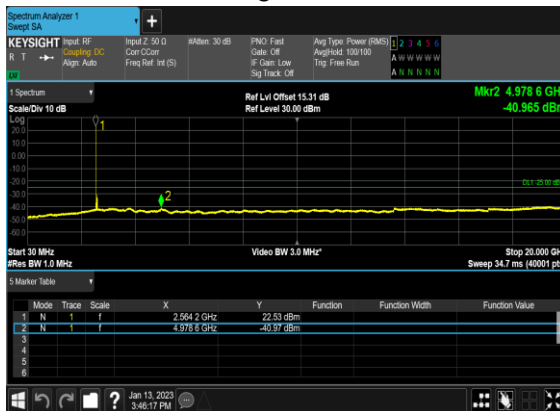 Spectrum Analyzer 1
Swept SA
+
KEYSIGHT Input: RF Input Z: 50 Ω #Atten: 30 dB PNO: Fast Avg Type: Power (RMS) 1 2 3 4 5 6
R T Coupling: DC Corr CCorr Gate: Off Avg|Hold: 100/100 A W W W W W
Align: Auto Freq Ref: Int (S) IF Gain: Low Trig: Free Run
Sig Track: Off A N N N N N
1 Spectrum Ref Lvl Offset 15.31 dB Mkr2 4.978 6 GH
Scale/Div 10 dB Ref Level 30.00 dBm -40.965 dBr
Log
20.0
1
10.0
0.00
-10.0
-20.0
DL1 -25.00 dB
-30.0
-40.0
2
-50.0
-60.0
Start 30 MHz Video BW 3.0 MHz* Stop 20.000 GH
#Res BW 1.0 MHz Sweep 34.7 ms (40001 pt
5 Marker Table
Mode Trace Scale X Y Function Function Width Function Value
1 N 1 f 2.564 2 GHz 22.53 dBm
2 N 1 f 4.978 6 GHz -40.97 dBm
3
4
5
6
? Jan 13, 2023
3:46:17 PM